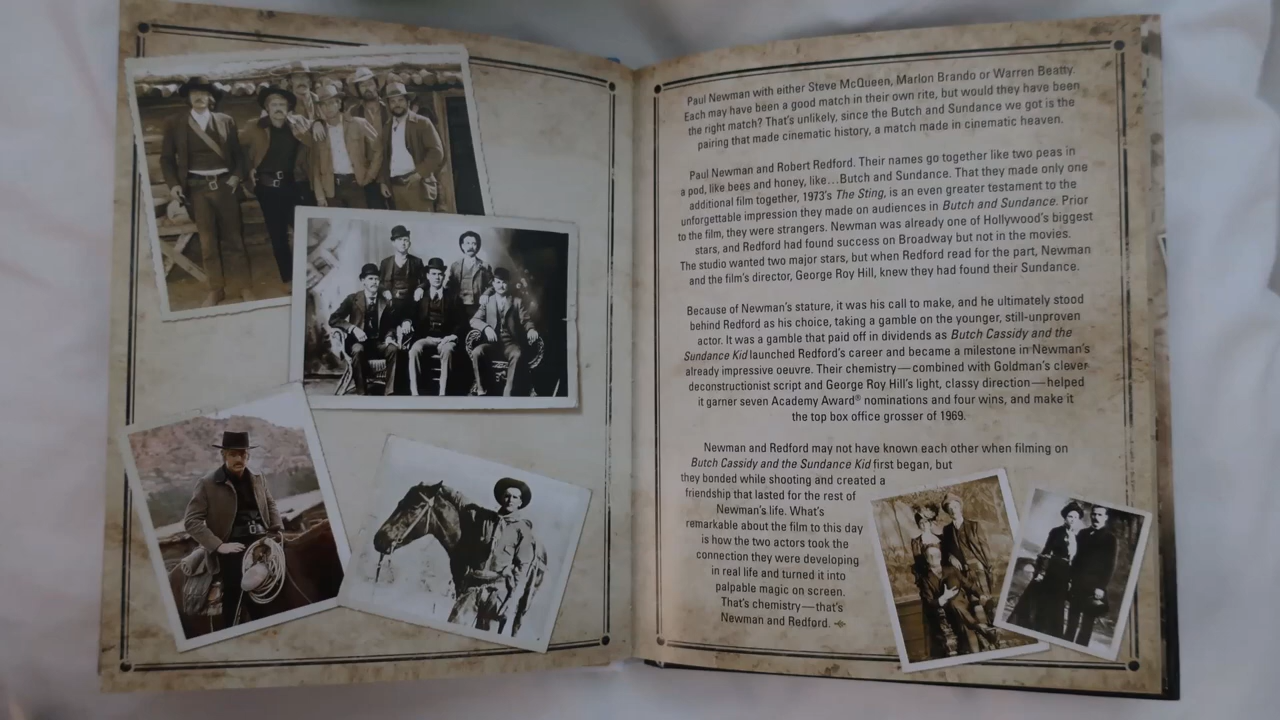 Paul Newman with either Steve McQueen, Marlon Brando or Warren Beatty.
Each may have been a good match in their own rite, but would they have been
the right match? That's unlikely, since the Butch and Sundance we got is the
pairing that made cinematic history, a match made in cinematic heaven.
Paul Newman and Robert Redford. Their names go together like two peas in
a pod, like bees and honey, like...Butch and Sundance. That they made only one
additional film together, 1973's The Sting, is an even greater testament to the
unforgettable impression they made on audiences in Butch and Sundance. Prior
to the film, they were strangers. Newman was already one of Hollywood's biggest
stars, and Redford had found success on Broadway but not in the movies.
The studio wanted two major stars, but when Redford read for the part, Newman
and the film's director, George Roy Hill, knew they had found their Sundance.
Because of Newman's stature, it was his call to make, and he ultimately stood
behind Redford as his choice, taking a gamble on the younger, still-unproven
actor. It was a gamble that paid off in dividends as Butch Cassidy and the
Sundance Kid launched Redford's career and became a milestone in Newman's
already impressive oeuvre. Their chemistry—combined with Goldman's clever
deconstructionist script and George Roy Hill's light, classy direction—helped
it garner seven Academy Award® nominations and four wins, and make it
the top box office grosser of 1969.
Newman and Redford may not have known each other when filming on
Butch Cassidy and the Sundance Kid first began, but
they bonded while shooting and created a
friendship that lasted for the rest of
Newman's life. What's
remarkable about the film to this day
is how the two actors took the
connection they were developing
in real life and turned it into
palpable magic on screen.
That's chemistry—that's
Newman and Redford.